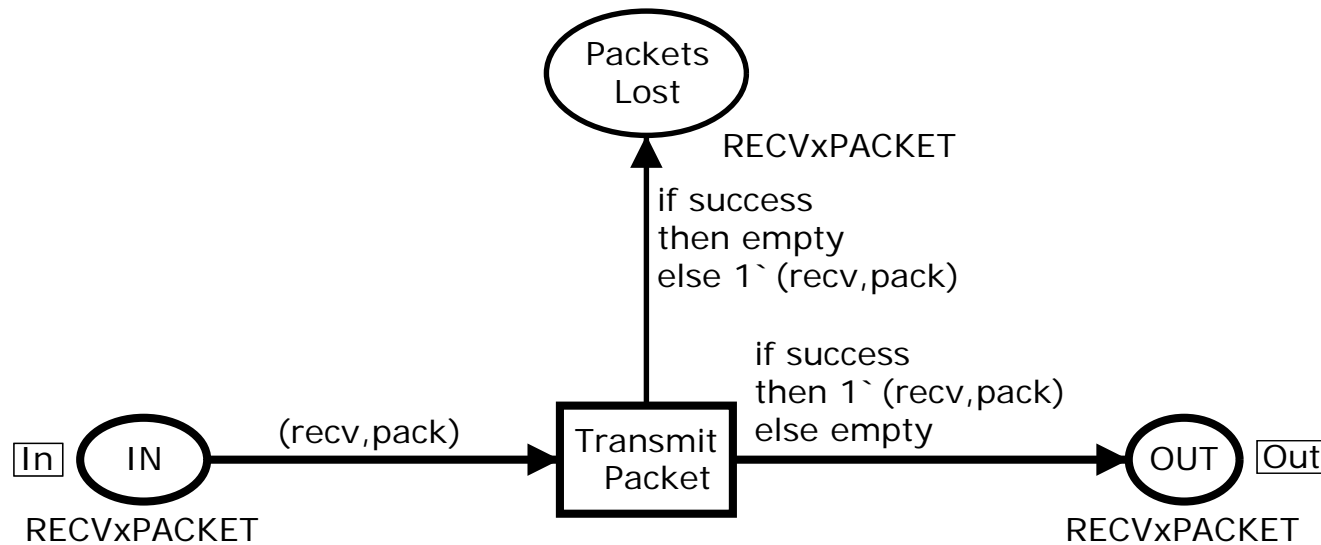 Packets
Lost
RECVxPACKET
if success
then empty
else 1`(recv,pack)
if success
then 1`(recv,pack)
else empty
(recv,pack)
In
IN
Transmit
Packet
OUT
Out
RECVxPACKET
RECVxPACKET